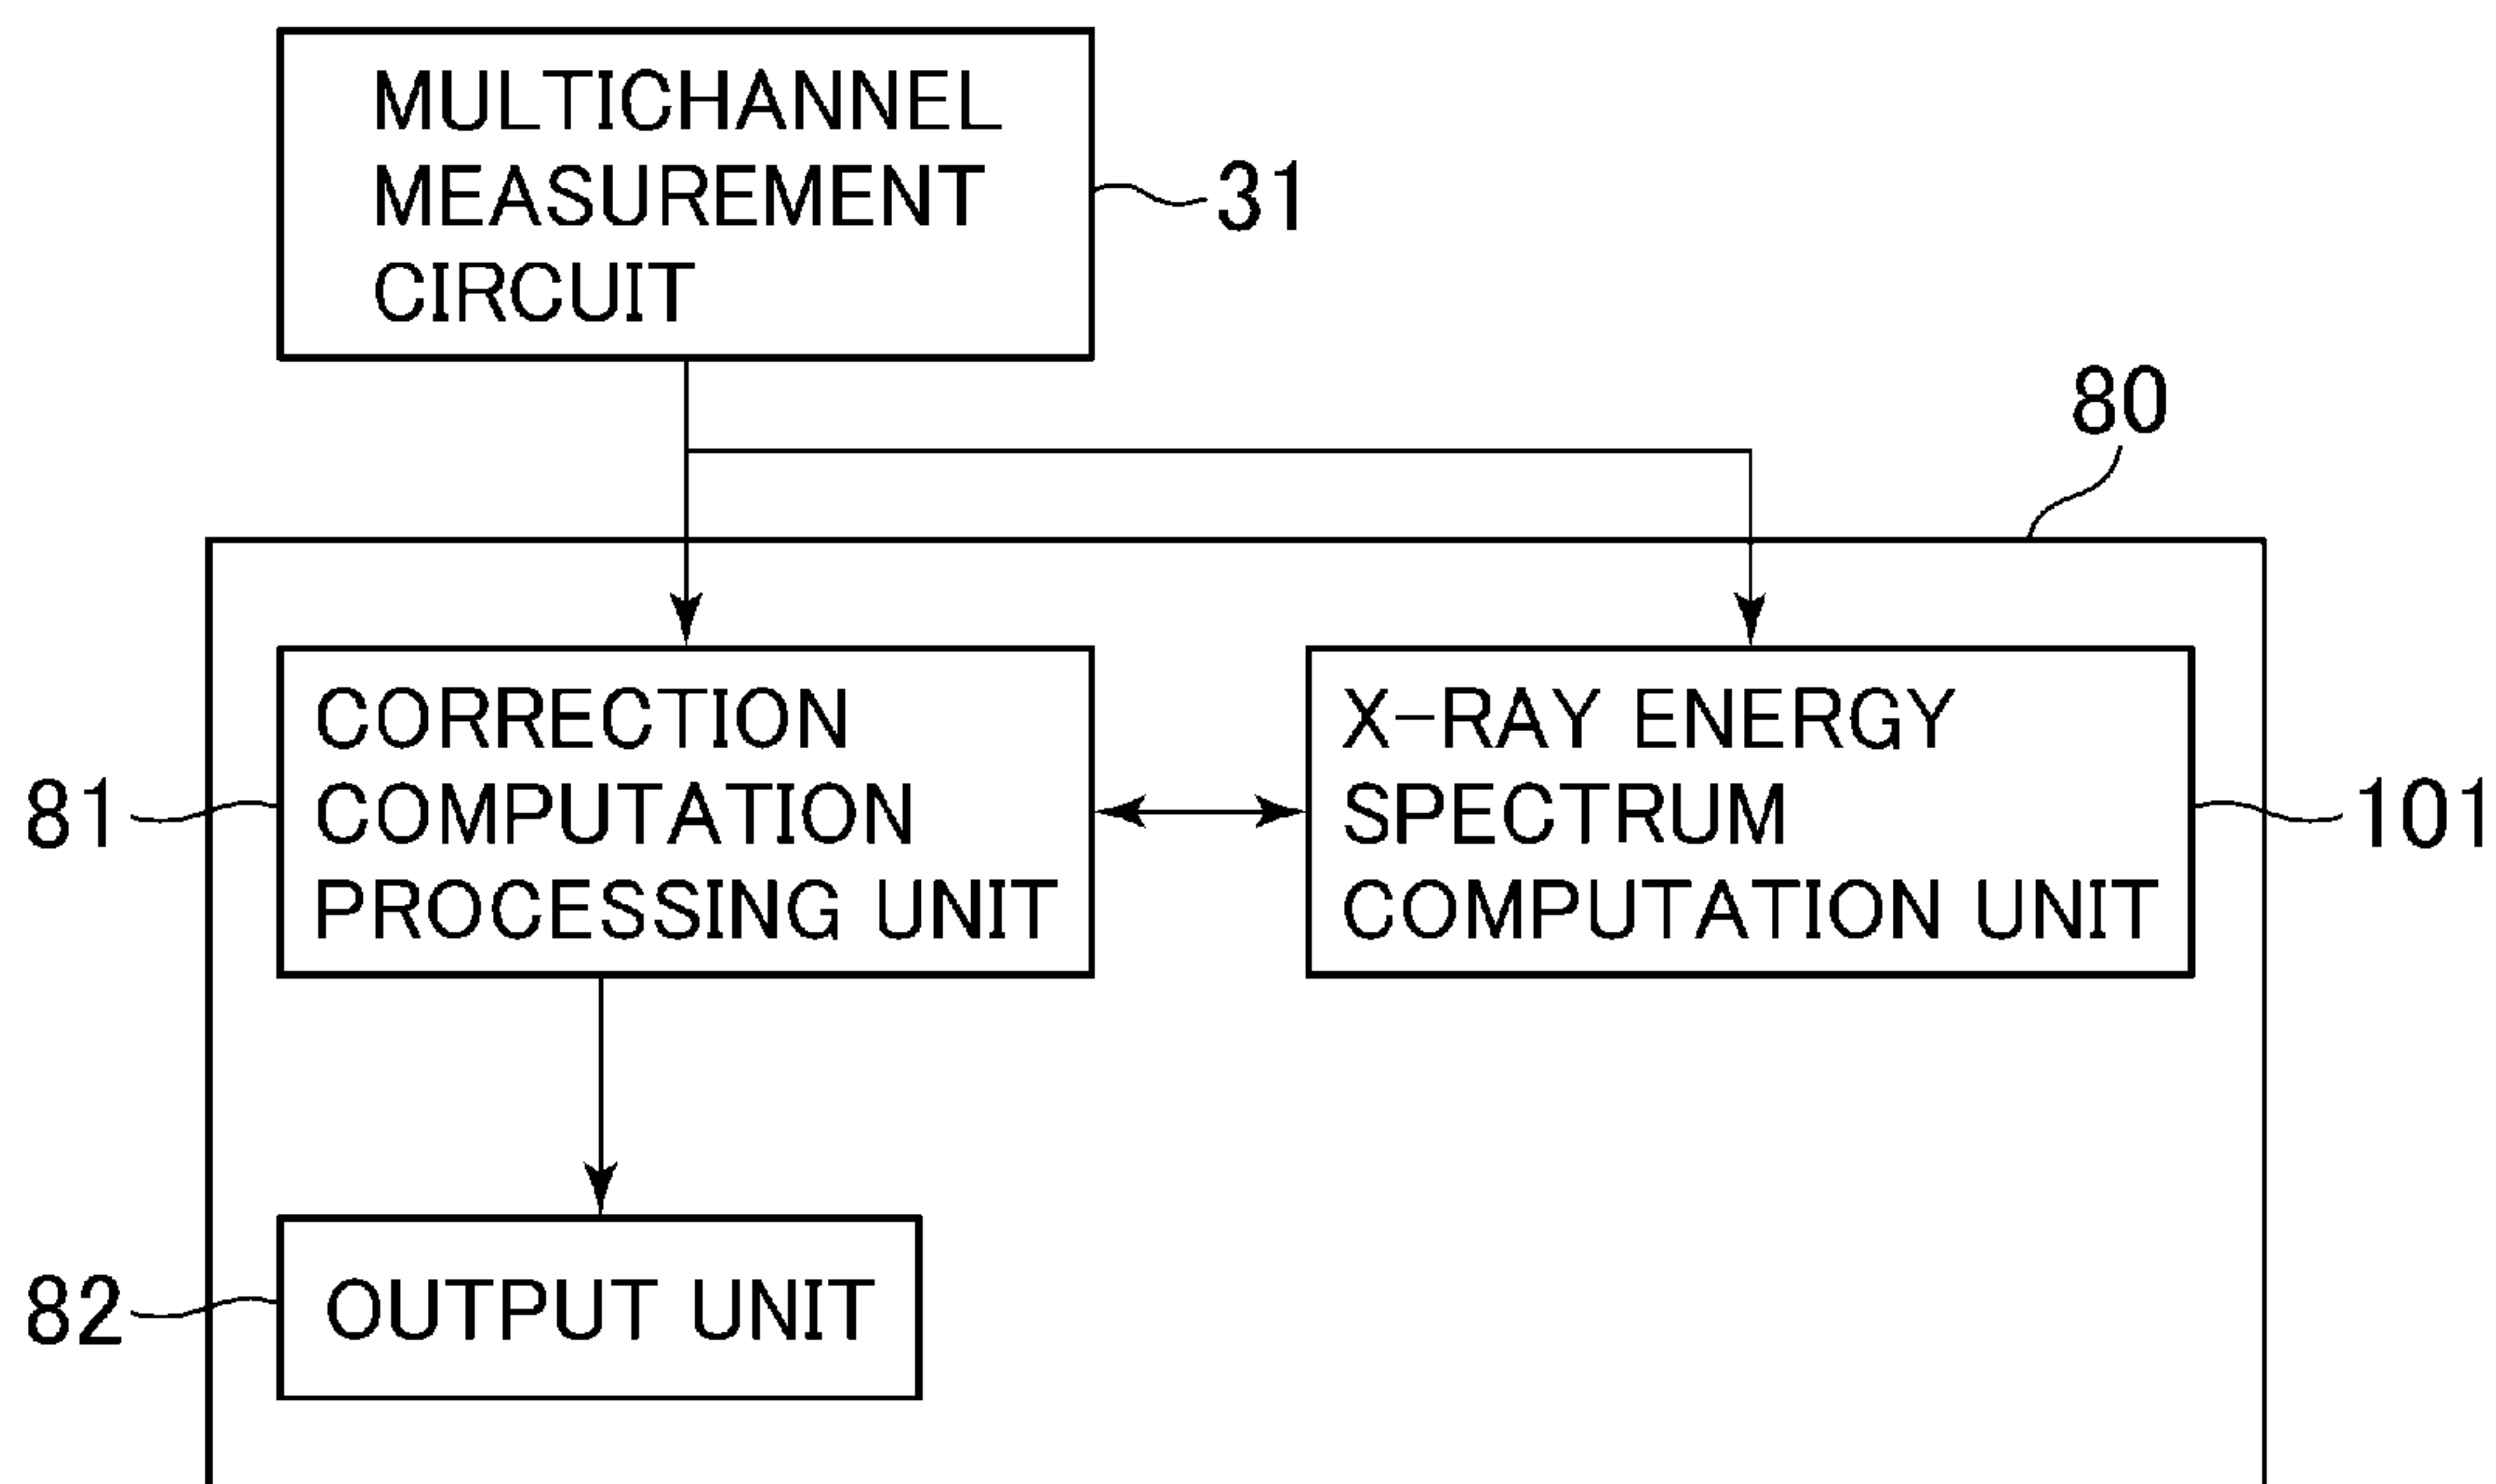 MULTICHANNEL
MEASUREMENT
CIRCUIT
31
80
CORRECTION
COMPUTATION
PROCESSING UNIT
81
X-RAY ENERGY
SPECTRUM
COMPUTATION UNIT
101
OUTPUT UNIT
82